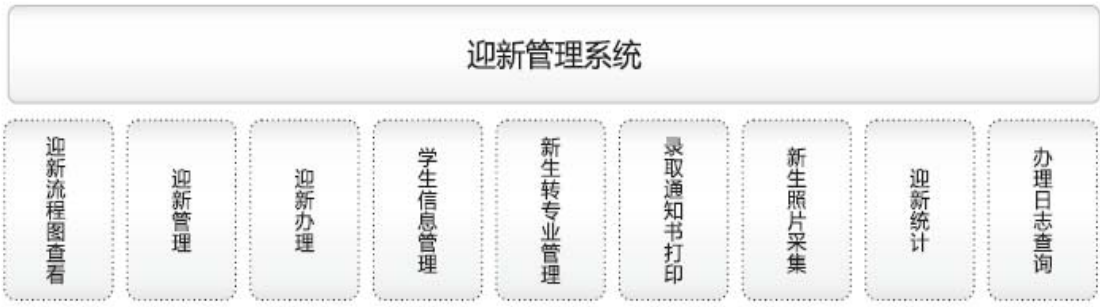 迎新管理系统
迎新流程图查看
迎新管理
迎新办理
学生信息管理
新生转专业管理
录取通知书打印
新生照片采集
迎新统计
办理日志查询